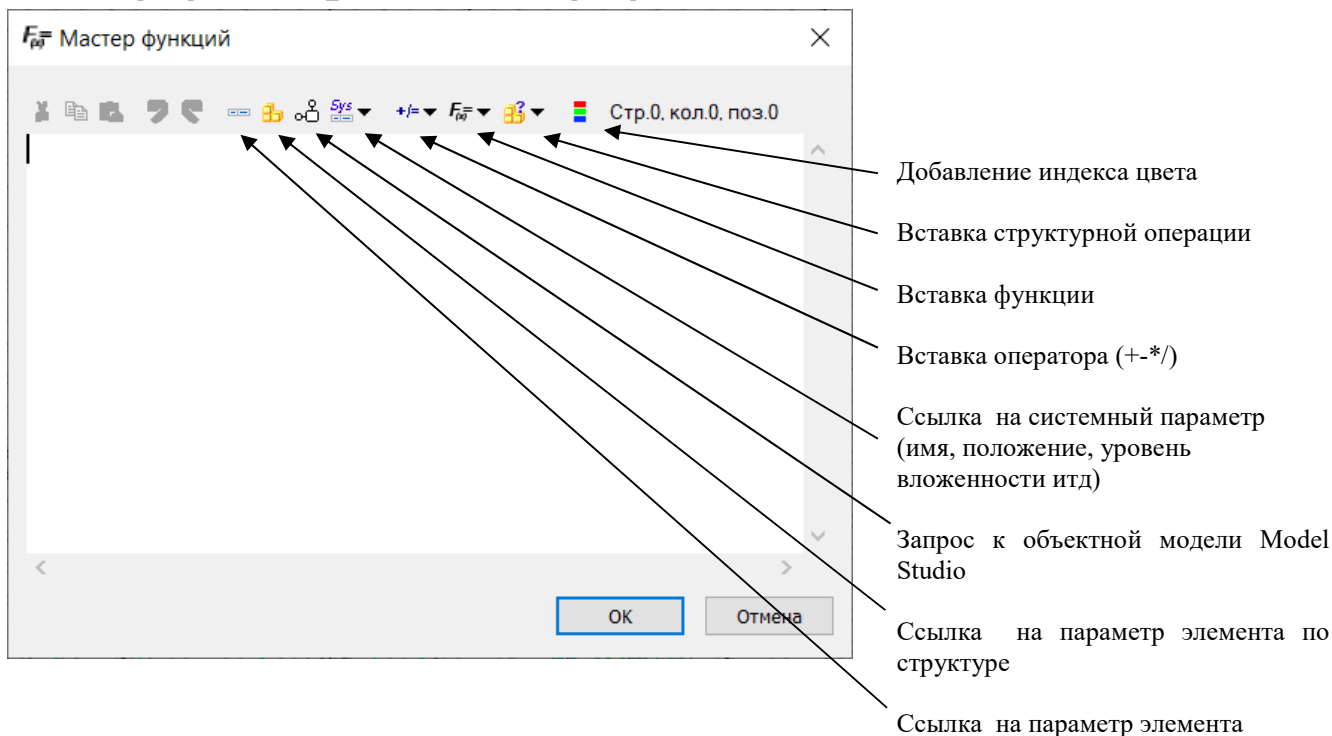 F(x)= Мастер функций
Sys +/= F(x)= ? Стр.0, кол.0, поз.0
Добавление индекса цвета
Вставка структурной операции
Вставка функции
Вставка оператора (+-*/)
Ссылка на системный параметр
(имя, положение, уровень
вложенности итд)
Запрос к объектной модели Model
Studio
Ссылка на параметр элемента по
структуре
Ссылка на параметр элемента
ОК Отмена